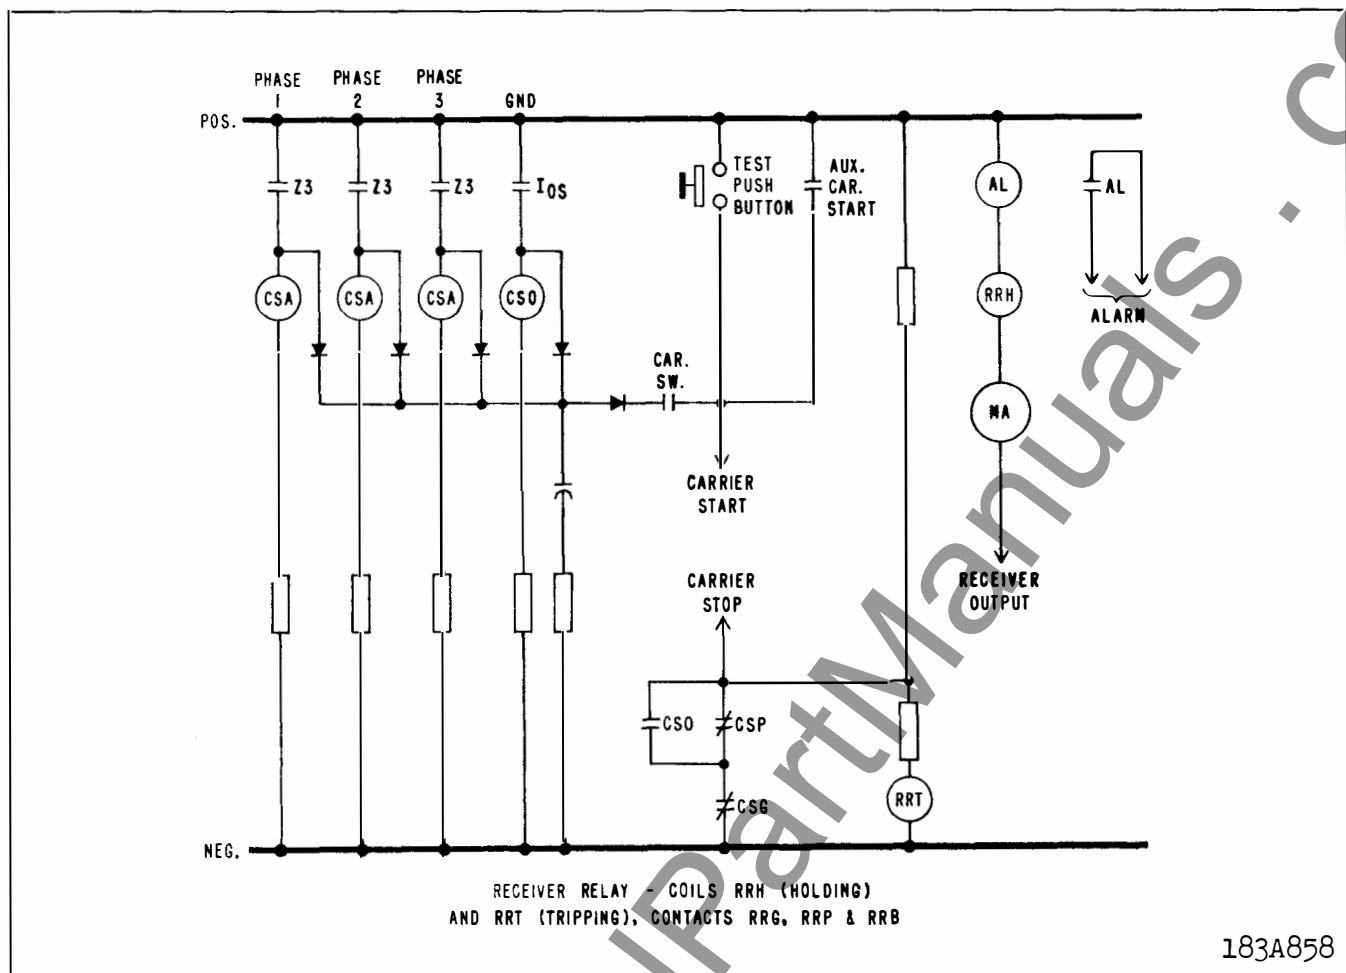 PHASE 1
PHASE 2
PHASE 3
GND
POS.
Z3
Z3
Z3
IOS
TEST PUSH BUTTON
AUX. CAR. START
AL
AL
CSA
CSA
CSA
CSO
RRH
ALARM
CAR. SW.
MA
CARRIER START
CARRIER STOP
RECEIVER OUTPUT
CSO
CSP
CSG
RRT
NEG.
RECEIVER RELAY - COILS RRH (HOLDING)
AND RRT (TRIPPING), CONTACTS RRG, RRP & RRB
183A858